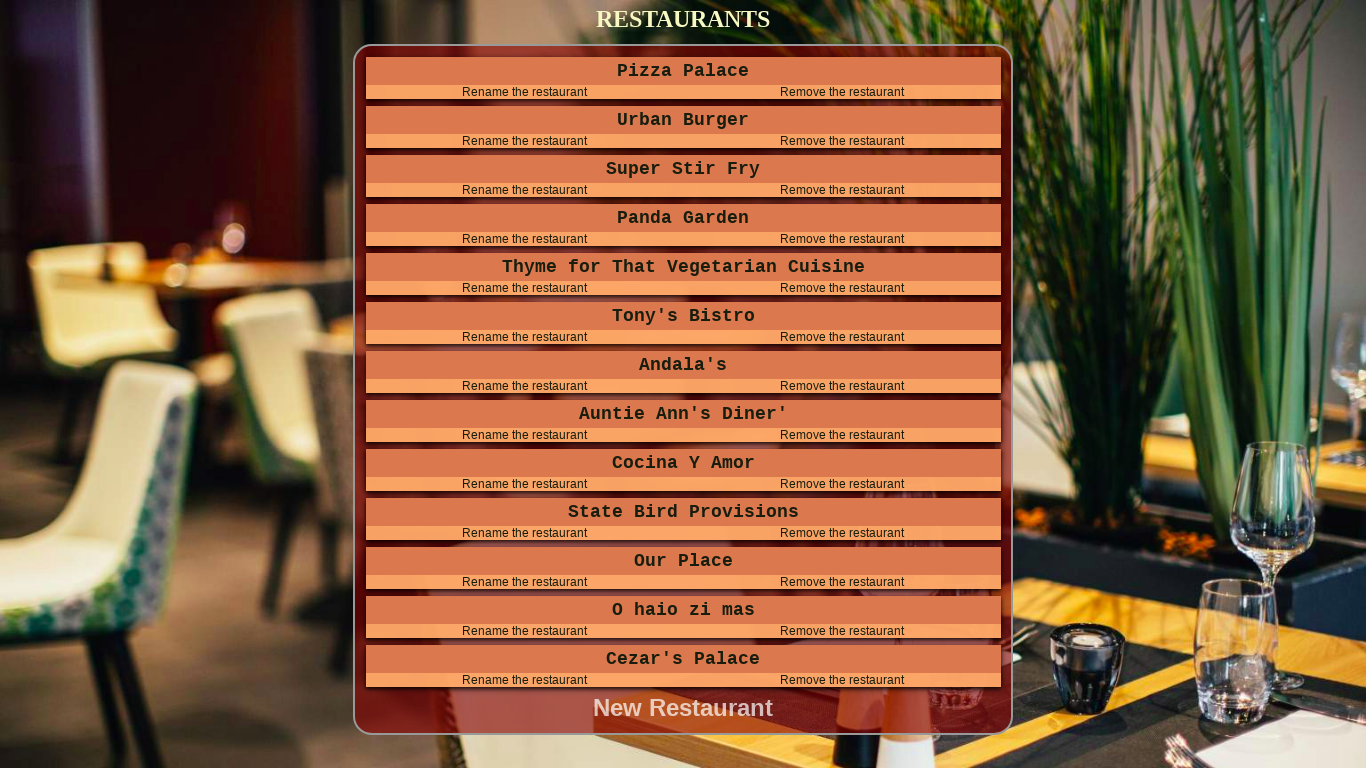 RESTAURANTS
Pizza Palace
Rename the restaurant Remove the restaurant
Urban Burger
Rename the restaurant Remove the restaurant
Super Stir Fry
Rename the restaurant Remove the restaurant
Panda Garden
Rename the restaurant Remove the restaurant
Thyme for That Vegetarian Cuisine
Rename the restaurant Remove the restaurant
Tony's Bistro
Rename the restaurant Remove the restaurant
Andala's
Rename the restaurant Remove the restaurant
Auntie Ann's Diner'
Rename the restaurant Remove the restaurant
Cocina Y Amor
Rename the restaurant Remove the restaurant
State Bird Provisions
Rename the restaurant Remove the restaurant
Our Place
Rename the restaurant Remove the restaurant
O haio zi mas
Rename the restaurant Remove the restaurant
Cezar's Palace
Rename the restaurant Remove the restaurant
New Restaurant